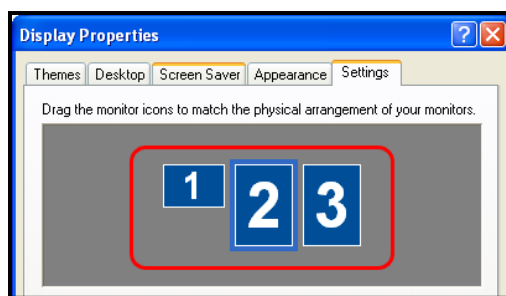 Display Properties
Themes Desktop Screen Saver Appearance Settings
Drag the monitor icons to match the physical arrangement of your monitors.
1 2 3